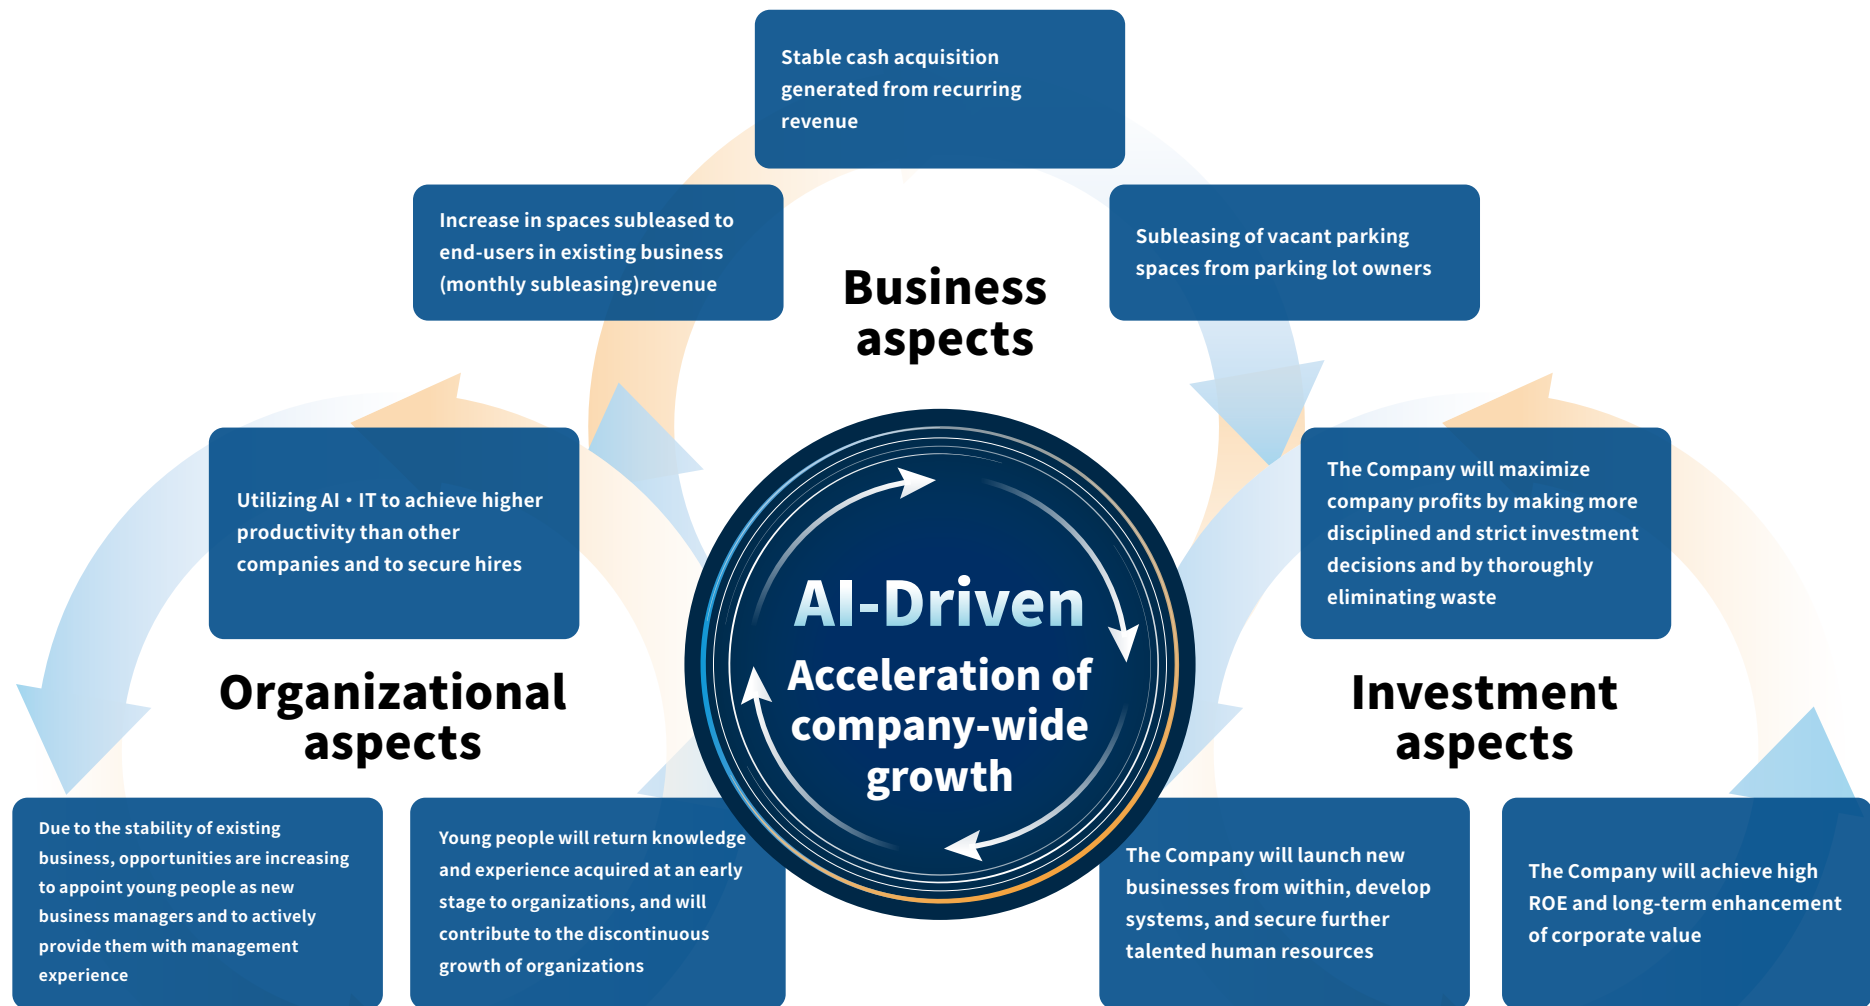 Stable cash acquisition
generated from recurring
revenue
Increase in spaces subleased to
end-users in existing business
(monthly subleasing)revenue
Subleasing of vacant parking
spaces from parking lot owners
Business
aspects
Utilizing AI・IT to achieve higher
productivity than other
companies and to secure hires
The Company will maximize
company profits by making more
disciplined and strict investment
decisions and by thoroughly
eliminating waste
AI-Driven
Acceleration of
company-wide
growth
Organizational
aspects
Investment
aspects
Due to the stability of existing
business, opportunities are increasing
to appoint young people as new
business managers and to actively
provide them with management
experience
Young people will return knowledge
and experience acquired at an early
stage to organizations, and will
contribute to the discontinuous
growth of organizations
The Company will launch new
businesses from within, develop
systems, and secure further
talented human resources
The Company will achieve high
ROE and long-term enhancement
of corporate value